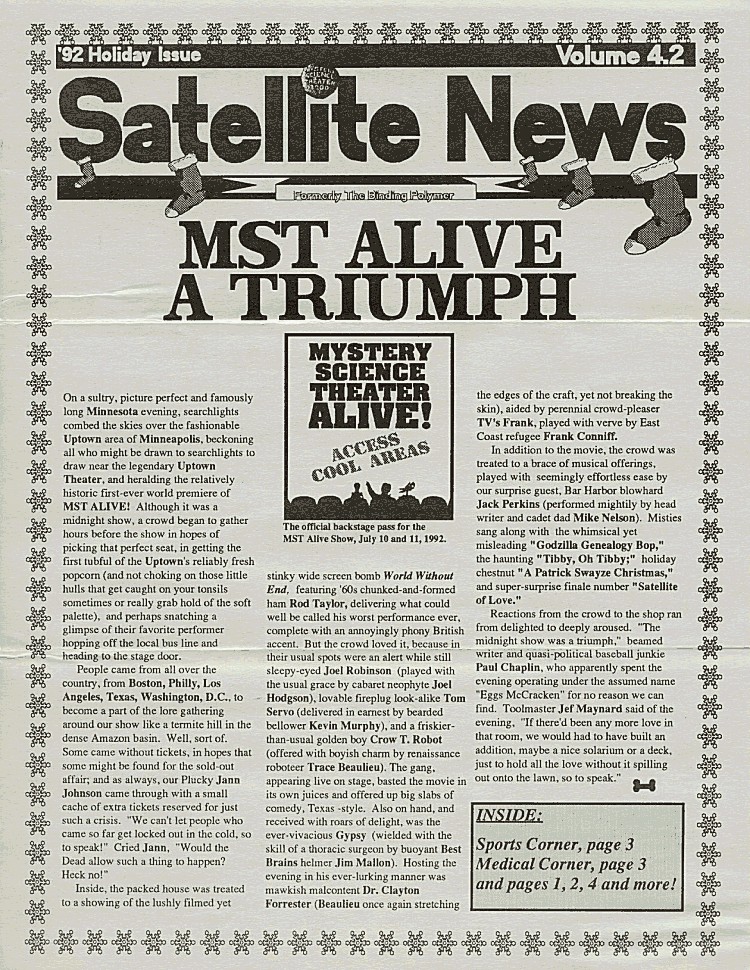 '92 Holiday Issue
Volume 4.2
MYSTERY
SCIENCE
THEATER
3000
Satellite News
Formerly The Binding Polymer
MST ALIVE
A TRIUMPH
On a sultry, picture perfect and famously
long Minnesota evening, searchlights
combed the skies over the fashionable
Uptown area of Minneapolis, beckoning
all who might be drawn to searchlights to
draw near the legendary Uptown
Theater, and heralding the relatively
historic first-ever world premiere of
MST ALIVE! Although it was a
midnight show, a crowd began to gather
hours before the show in hopes of
picking that perfect seat, in getting the
first tubful of the Uptown's reliably fresh
popcorn (and not choking on those little
hulls that get caught on your tonsils
sometimes or really grab hold of the soft
palette), and perhaps snatching a
glimpse of their favorite performer
hopping off the local bus line and
heading to the stage door.
People came from all over the
country, from Boston, Philly, Los
Angeles, Texas, Washington, D.C., to
become a part of the lore gathering
around our show like a termite hill in the
dense Amazon basin. Well, sort of.
Some came without tickets, in hopes that
some might be found for the sold-out
affair; and as always, our Plucky Jann
Johnson came through with a small
cache of extra tickets reserved for just
such a crisis. "We can't let people who
came so far get locked out in the cold, so
to speak!" Cried Jann, "Would the
Dead allow such a thing to happen?
Heck no!"
Inside, the packed house was treated
to a showing of the lushly filmed yet
MYSTERY
SCIENCE
THEATER
ALIVE!
ACCESS
COOL AREAS
The official backstage pass for the
MST Alive Show, July 10 and 11, 1992.
stinky wide screen bomb World Without
End, featuring '60s chunked-and-formed
ham Rod Taylor, delivering what could
well be called his worst performance ever,
complete with an annoyingly phony British
accent. But the crowd loved it, because in
their usual spots were an alert while still
sleepy-eyed Joel Robinson (played with
the usual grace by cabaret neophyte Joel
Hodgson), lovable fireplug look-alike Tom
Servo (delivered in earnest by bearded
bellower Kevin Murphy), and a friskier-
than-usual golden boy Crow T. Robot
(offered with boyish charm by renaissance
roboteer Trace Beaulieu). The gang,
appearing live on stage, basted the movie in
its own juices and offered up big slabs of
comedy, Texas -style. Also on hand, and
received with roars of delight, was the
ever-vivacious Gypsy (wielded with the
skill of a thoracic surgeon by buoyant Best
Brains helmer Jim Mallon). Hosting the
evening in his ever-lurking manner was
mawkish malcontent Dr. Clayton
Forrester (Beaulieu once again stretching
the edges of the craft, yet not breaking the
skin), aided by perennial crowd-pleaser
TV's Frank, played with verve by East
Coast refugee Frank Conniff.
In addition to the movie, the crowd was
treated to a brace of musical offerings,
played with seemingly effortless ease by
our surprise guest, Bar Harbor blowhard
Jack Perkins (performed mightily by head
writer and cadet dad Mike Nelson). Misties
sang along with the whimsical yet
misleading "Godzilla Genealogy Bop,"
the haunting "Tibby, Oh Tibby;" holiday
chestnut "A Patrick Swayze Christmas,"
and super-surprise finale number "Satellite
of Love."
Reactions from the crowd to the shop ran
from delighted to deeply aroused. "The
midnight show was a triumph," beamed
writer and quasi-political baseball junkie
Paul Chaplin, who apparently spent the
evening operating under the assumed name
"Eggs McCracken" for no reason we can
find. Toolmaster Jef Maynard said of the
evening, "If there'd been any more love in
that room, we would had to have built an
addition, maybe a nice solarium or a deck,
just to hold all the love without it spilling
out onto the lawn, so to speak."
INSIDE:
Sports Corner, page 3
Medical Corner, page 3
and pages 1, 2, 4 and more!